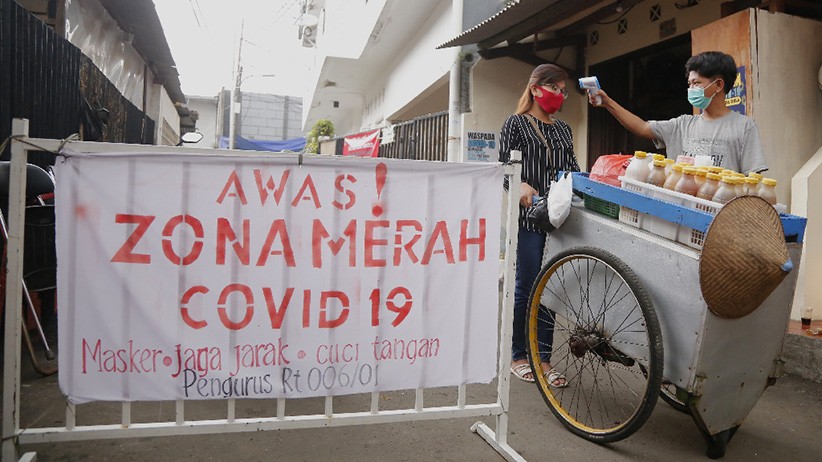 AWAS!
ZONA MERAH
COVID 19
Masker • jaga jarak • cuci tangan
Pengurus Rt 006/01
WASPADA